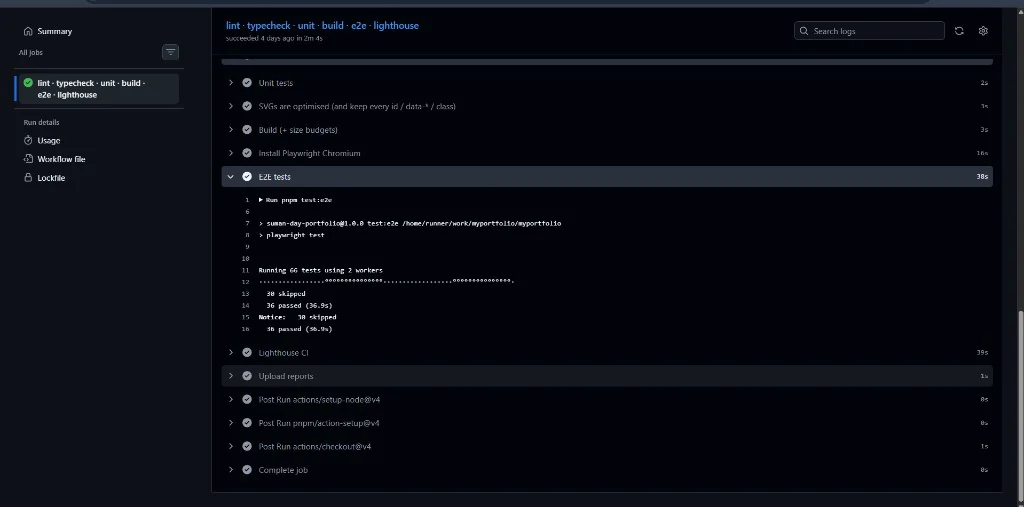 Summary
All jobs
lint · typecheck · unit · build · e2e · lighthouse
Run details
Usage
Workflow file
Lockfile
lint · typecheck · unit · build · e2e · lighthouse
succeeded 4 days ago in 2m 4s
Search logs
Unit tests 2s
SVGs are optimised (and keep every id / data-* / class) 3s
Build (+ size budgets) 3s
Install Playwright Chromium 16s
E2E tests 38s
1 Run pnpm test:e2e
6
7 > suman-day-portfolio@1.0.0 test:e2e /home/runner/work/myportfolio/myportfolio
8 > playwright test
9
10
11 Running 66 tests using 2 workers
12 ·················°°°°°°°°°°°°°°°··················°°°°°°°°°°°°°°°·
13 30 skipped
14 36 passed (36.9s)
15 Notice: 30 skipped
16 36 passed (36.9s)
Lighthouse CI 39s
Upload reports 1s
Post Run actions/setup-node@v4 0s
Post Run pnpm/action-setup@v4 0s
Post Run actions/checkout@v4 1s
Complete job 0s